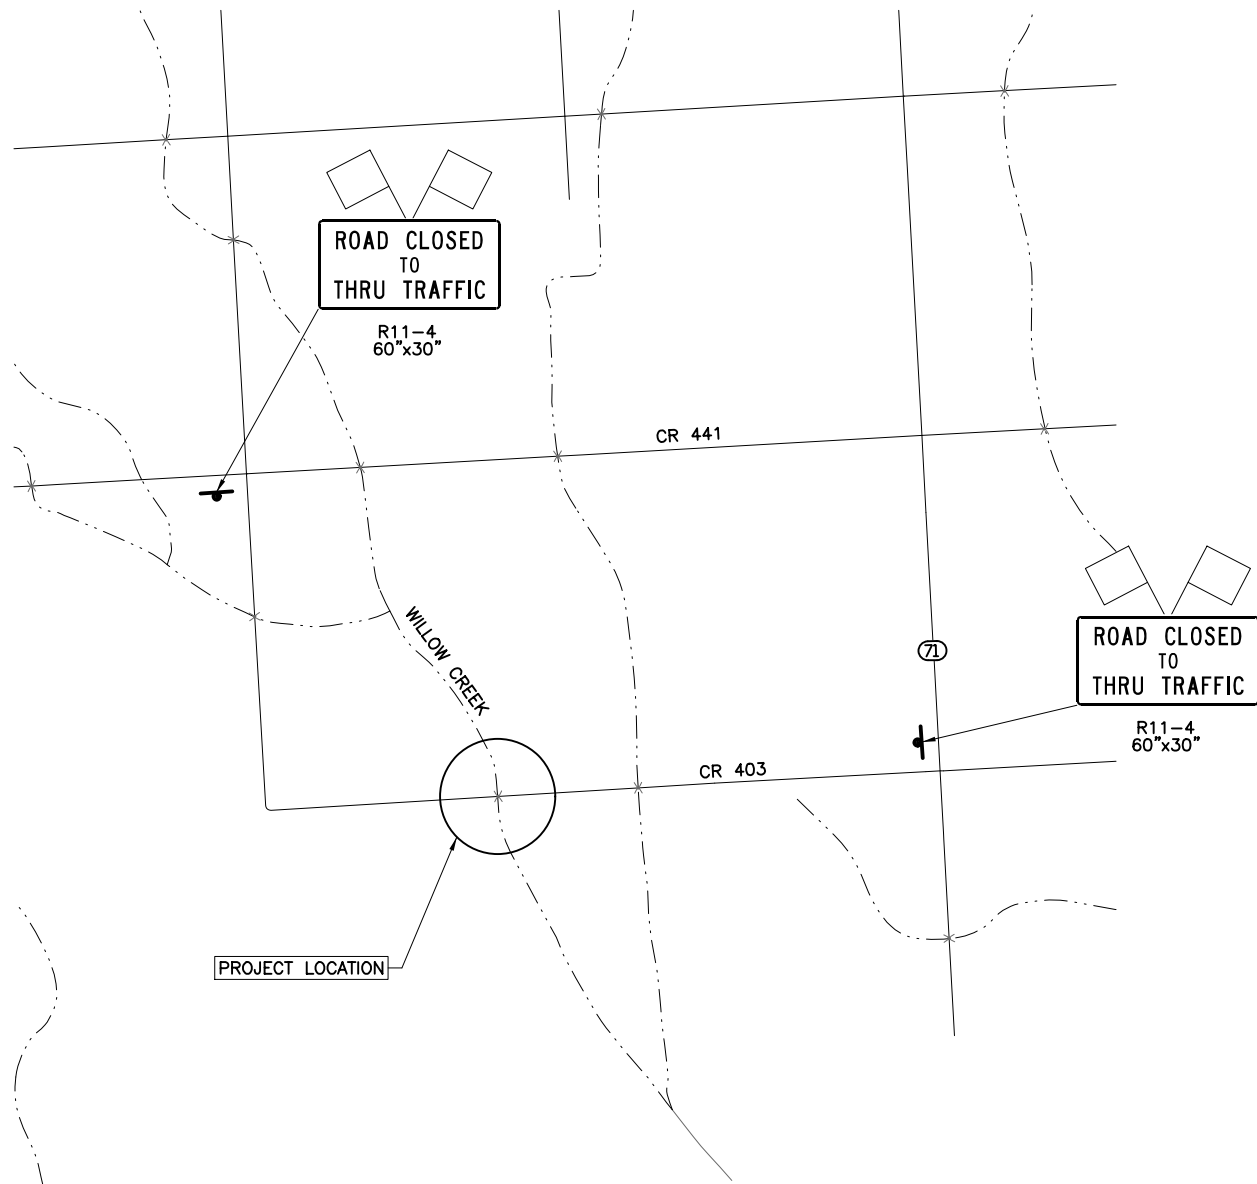 ROAD CLOSED
TO
THRU TRAFFIC
R11-4
60"x30"
CR 441
WILLOW CREEK
71
ROAD CLOSED
TO
THRU TRAFFIC
R11-4
60"x30"
CR 403
PROJECT LOCATION